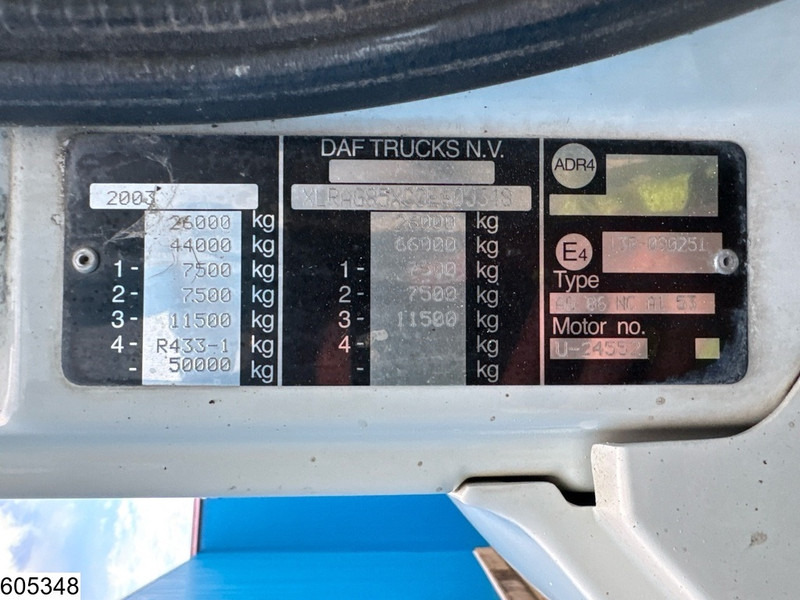 DAF TRUCKS N.V.
ADR4
2003
26000 kg 26000 kg
44000 kg 66000 kg
1- 7500 kg 1- 7500 kg
2- 7500 kg 2- 7500 kg
3- 11500 kg 3- 11500 kg
4- R433-1 kg 4- kg
- 50000 kg - kg
E4
Type
Motor no.
605348